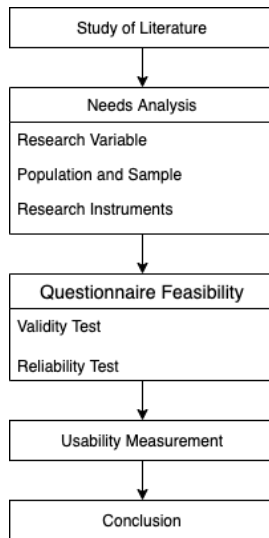 Study of Literature
Needs Analysis
Research Variable
Population and Sample
Research Instruments
Questionnaire Feasibility
Validity Test
Reliability Test
Usability Measurement
Conclusion